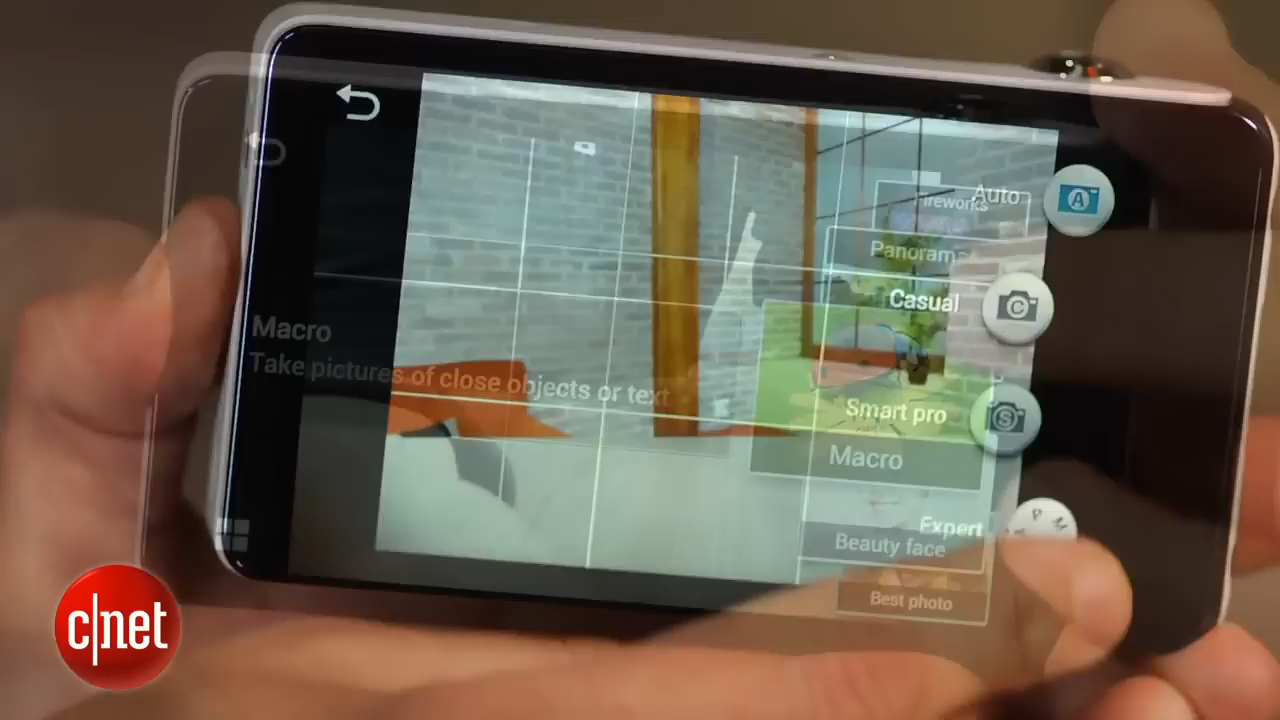 Auto
Fireworks
Panorama
Casual
C
Macro
Take pictures of close objects or text
Smart pro
S
Macro
Expert
P M
Beauty face
Best photo
A
c|net